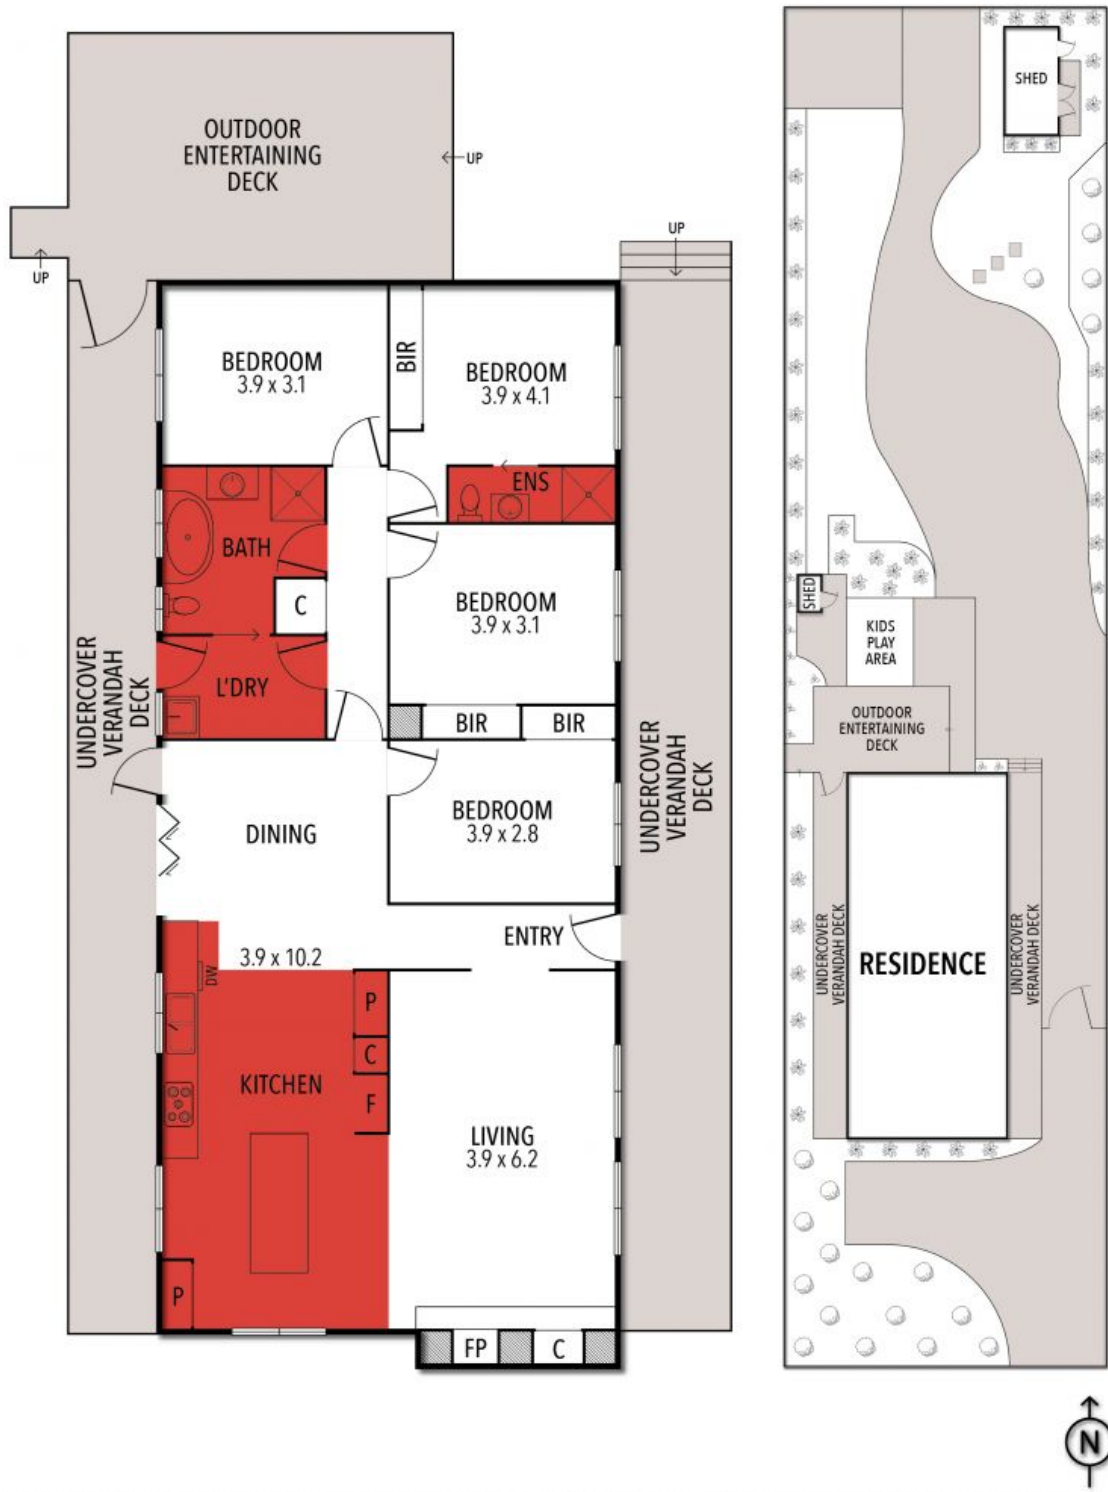 OUTDOOR
ENTERTAINING
DECK
UP
UP
UP
BEDROOM
3.9 x 3.1
BIR
BEDROOM
3.9 x 4.1
ENS
BATH
C
BEDROOM
3.9 x 3.1
L'DRY
BIR
BIR
UNDERCOVER
VERANDAH
DECK
DINING
BEDROOM
3.9 x 2.8
UNDERCOVER
VERANDAH
DECK
ENTRY
3.9 x 10.2
DW
P
C
F
KITCHEN
LIVING
3.9 x 6.2
P
FP
C
SHED
SHED
KIDS
PLAY
AREA
OUTDOOR
ENTERTAINING
DECK
UNDERCOVER
VERANDAH DECK
RESIDENCE
UNDERCOVER
VERANDAH DECK
N